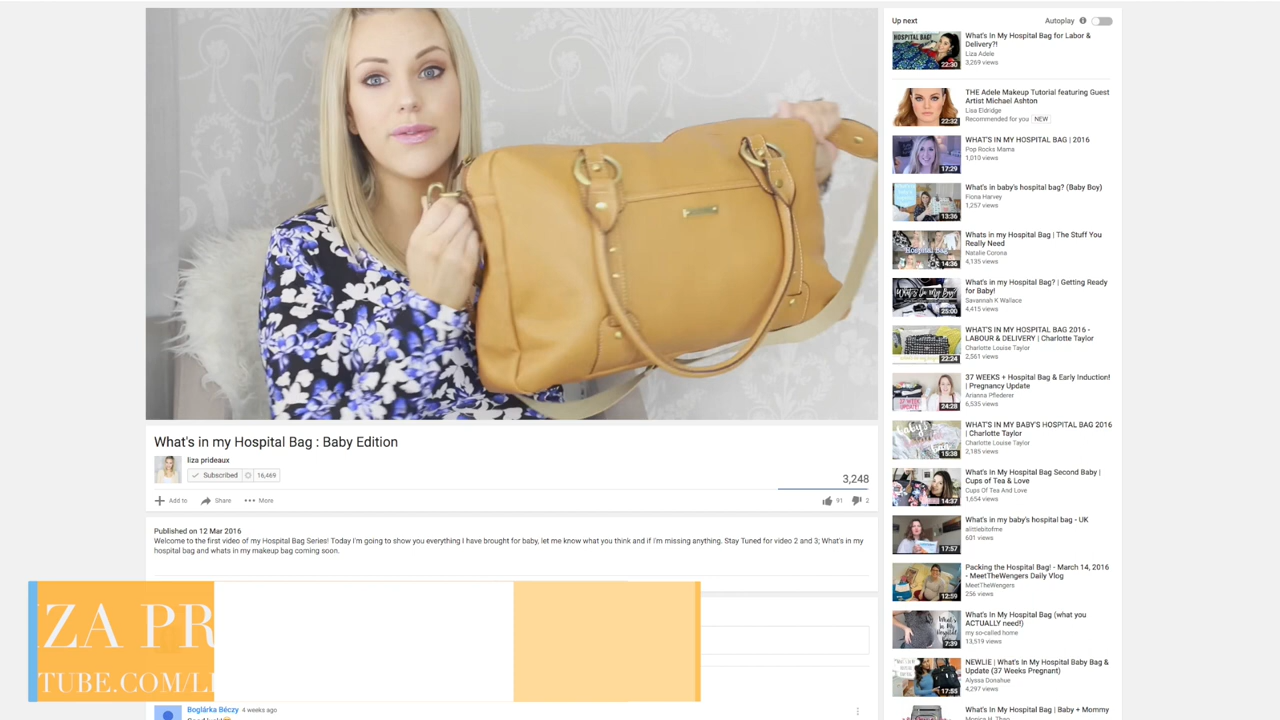 Up next
Autoplay
What's In My Hospital Bag for Labor &
Delivery?!
Liza Adele
3,269 views
HOSPITAL BAG!
22:30
THE Adele Makeup Tutorial featuring Guest
Artist Michael Ashton
Lisa Eldridge
Recommended for you NEW
22:32
WHAT'S IN MY HOSPITAL BAG | 2016
Pop Rocks Mama
1,010 views
17:29
What's in baby's hospital bag? (Baby Boy)
Fiona Harvey
1,257 views
13:36
Whats in my Hospital Bag | The Stuff You
Really Need
Natalie Corona
4,135 views
14:36
What's in my Hospital Bag? | Getting Ready
for Baby!
Savannah K Wallace
4,415 views
25:00
WHAT'S IN MY HOSPITAL BAG 2016 -
LABOUR & DELIVERY | Charlotte Taylor
Charlotte Louise Taylor
2,561 views
22:24
37 WEEKS + Hospital Bag & Early Induction!
| Pregnancy Update
Arianna Pflederer
6,535 views
24:28
WHAT'S IN MY BABY'S HOSPITAL BAG 2016
| Charlotte Taylor
Charlotte Louise Taylor
2,185 views
15:38
What's In My Hospital Bag Second Baby |
Cups of Tea & Love
Cups Of Tea And Love
1,654 views
14:37
What's in my baby's hospital bag - UK
alittlebitofme
601 views
17:57
Packing the Hospital Bag! - March 14, 2016
- MeetTheWengers Daily Vlog
MeetTheWengers
256 views
12:59
What's In My Hospital Bag (what you
ACTUALLY need!)
my so-called home
13,519 views
7:39
NEWLIE | What's In My Hospital Baby Bag &
Update (37 Weeks Pregnant)
Alyssa Donahue
4,297 views
17:55
What's In My Hospital Bag | Baby + Mommy
What's in my Hospital Bag : Baby Edition
liza prideaux
Subscribed 16,469
3,248
Add to Share More
91 2
Published on 12 Mar 2016
Welcome to the first video of my Hospital Bag Series! Today I'm going to show you everything I have brought for baby, let me know what you think and if I'm missing anything. Stay Tuned for video 2 and 3; What's in my
hospital bag and whats in my makeup bag coming soon.
ZA PR
TUBE.COM/LI
Boglárka Béczy 4 weeks ago